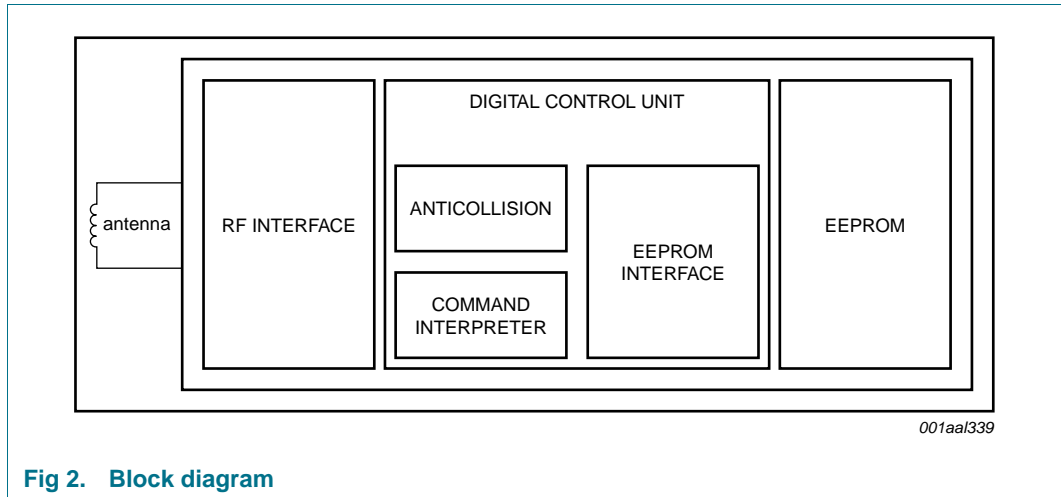 DIGITAL CONTROL UNIT
antenna
RF INTERFACE
ANTICOLLISION
COMMAND
INTERPRETER
EEPROM
INTERFACE
EEPROM
001aal339
Fig 2. Block diagram